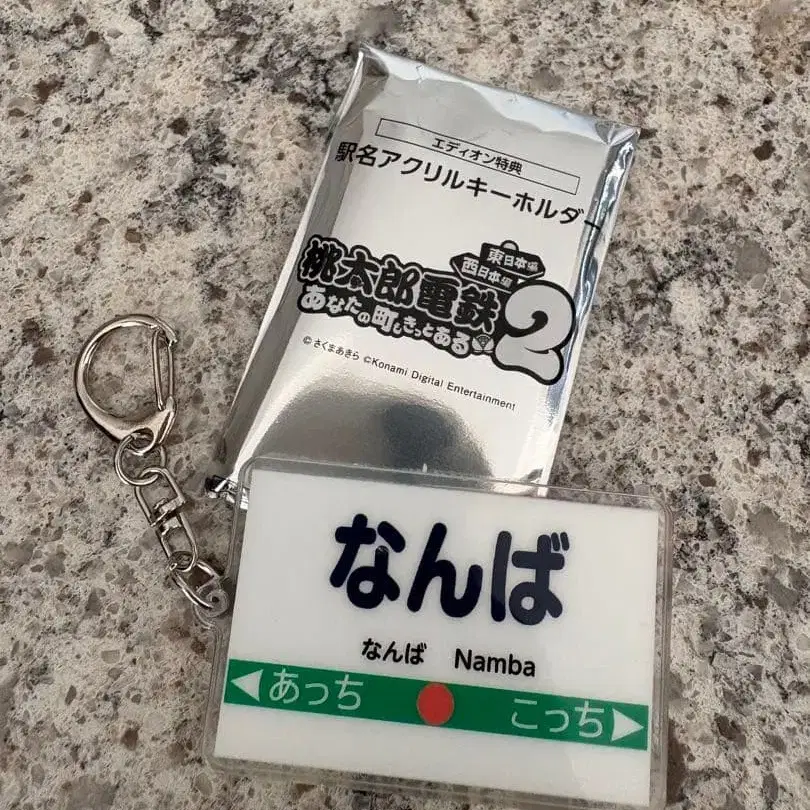 エディオン特典
駅名アクリルキーホルダー
東日本編
西日本編
桃太郎電鉄2
あなたの町もきっとある
©さくまあきら ©Konami Digital Entertainment
なんば
なんば Namba
◀あっち こっち▶